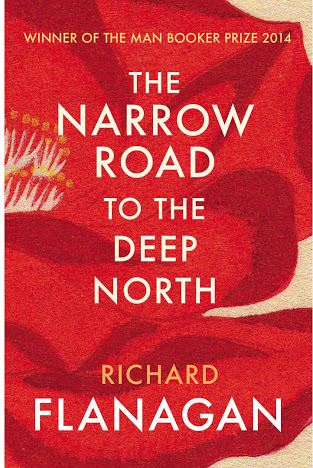 WINNER OF THE MAN BOOKER PRIZE 2014
THE
NARROW
ROAD
TO THE
DEEP
NORTH
RICHARD
FLANAGAN